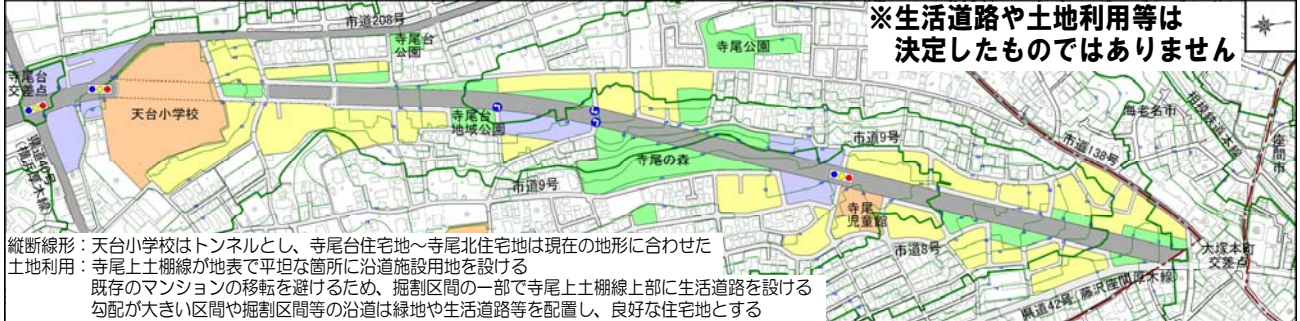 ※生活道路や土地利用等は
決定したものではありません
市道208号
寺尾台
公園
寺尾公園
寺尾台
交差点
天台小学校
寺尾台
地域公園
寺尾の森
市道9号
市道9号
市道138号
海老名市
相模鉄道本線
座間市
県道40号
(横浜厚木線)
寺尾
児童館
市道8号
大塚本町
交差点
県道42号(藤沢座間厚木線)
縦断線形:天台小学校はトンネルとし、寺尾台住宅地~寺尾北住宅地は現在の地形に合わせた
土地利用:寺尾上土棚線が地表で平坦な箇所に沿道施設用地を設ける
既存のマンションの移転を避けるため、掘割区間の一部で寺尾上土棚線上部に生活道路を設ける
勾配が大きい区間や掘割区間等の沿道は緑地や生活道路等を配置し、良好な住宅地とする